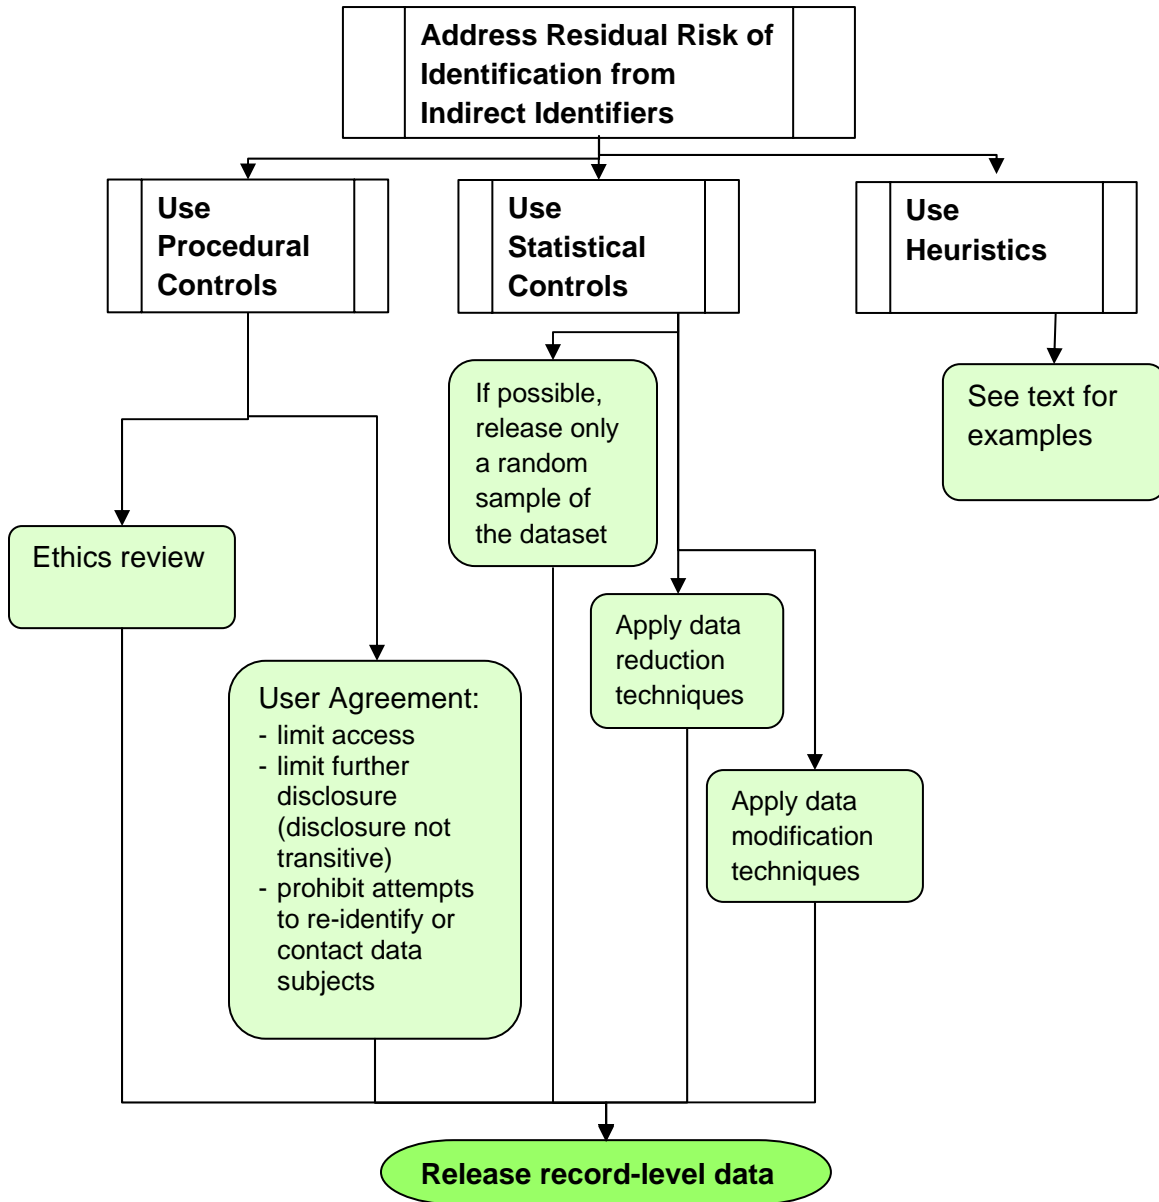 Address Residual Risk of
Identification from
Indirect Identifiers
Use
Procedural
Controls
Use
Statistical
Controls
Use
Heuristics
If possible,
release only
a random
sample of
the dataset
See text for
examples
Ethics review
Apply data
reduction
techniques
User Agreement:
- limit access
- limit further
disclosure
(disclosure not
transitive)
- prohibit attempts
to re-identify or
contact data
subjects
Apply data
modification
techniques
Release record-level data